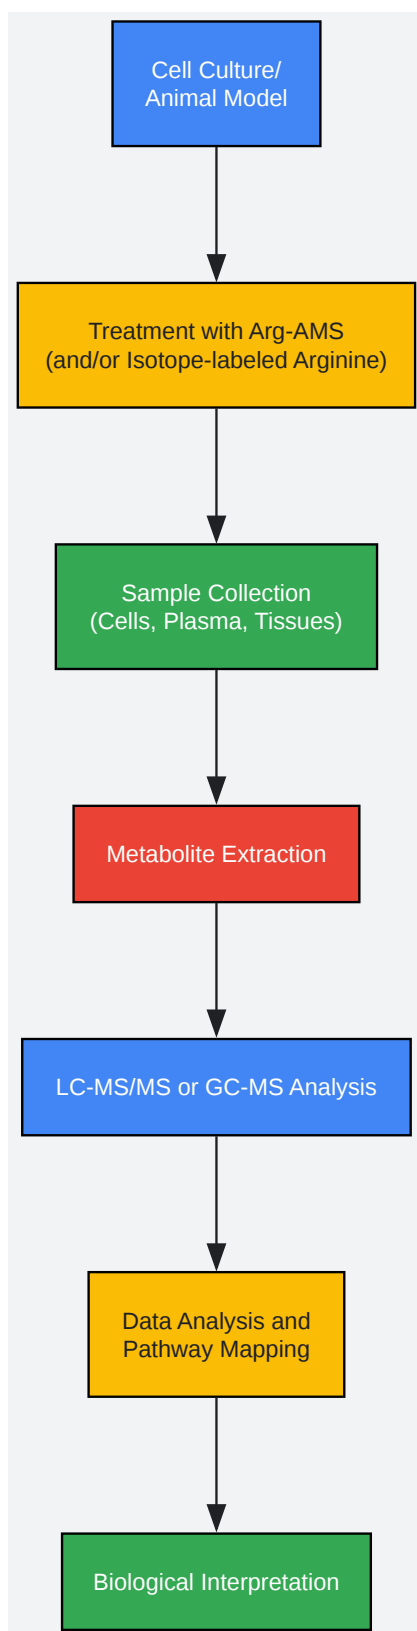 Cell Culture/
Animal Model
Treatment with Arg-AMS
(and/or Isotope-labeled Arginine)
Sample Collection
(Cells, Plasma, Tissues)
Metabolite Extraction
LC-MS/MS or GC-MS Analysis
Data Analysis and
Pathway Mapping
Biological Interpretation